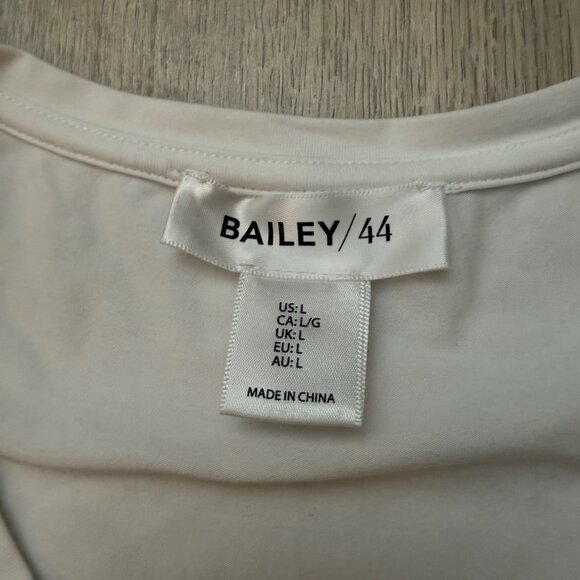 BAILEY/44
US: L
CA: L/G
UK: L
EU: L
AU: L
MADE IN CHINA